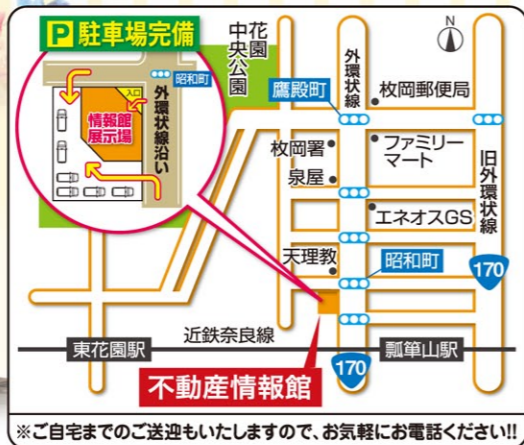 P 駐車場完備
昭和町
入口
情報館
展示場
外環状線沿い
花園
中央公園
外環状線
N
鷹殿町
枚岡郵便局
枚岡署
泉屋
ファミリー
マート
旧外環状線
エネオスGS
天理教
昭和町
170
近鉄奈良線
東花園駅
瓢箪山駅
170
不動産情報館
※ご自宅までのご送迎もいたしますので、お気軽にお電話ください!!